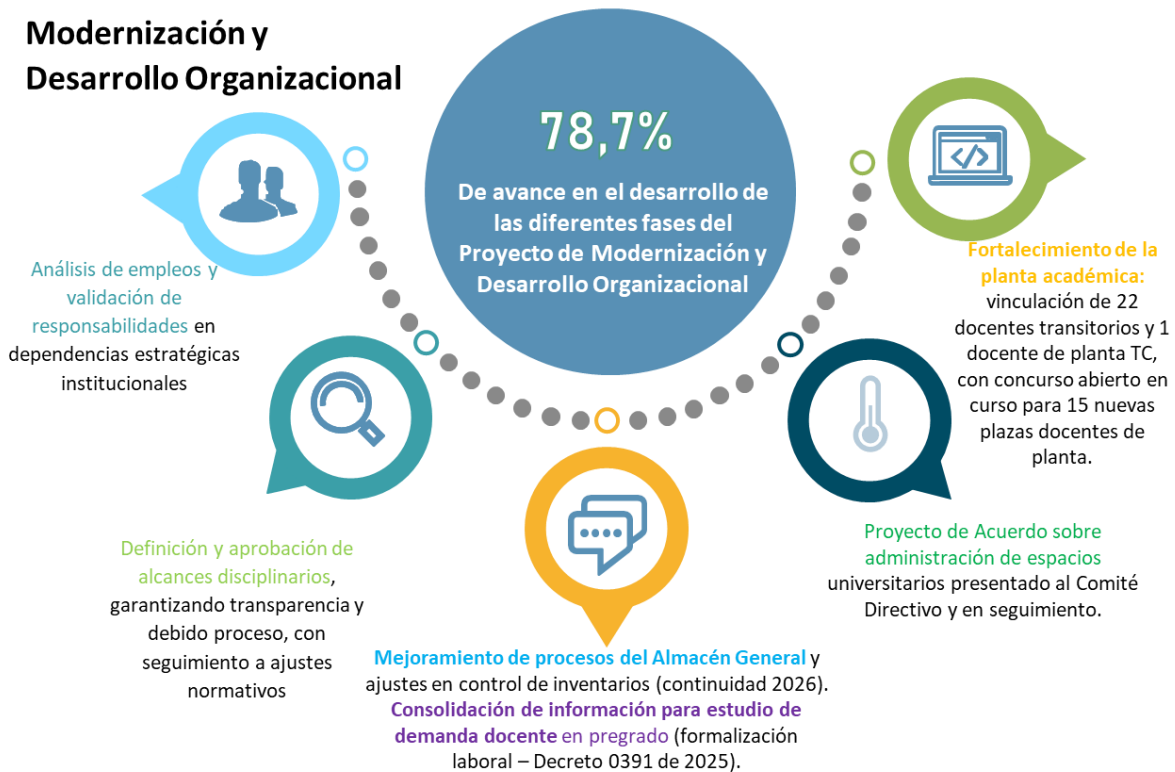 Modernización y
Desarrollo Organizacional
78,7%
De avance en el desarrollo de
las diferentes fases del
Proyecto de Modernización y
Desarrollo Organizacional
Análisis de empleos y
validación de
responsabilidades en
dependencias estratégicas
institucionales
Definición y aprobación de
alcances disciplinarios,
garantizando transparencia y
debido proceso, con
seguimiento a ajustes
normativos
Mejoramiento de procesos del Almacén General y
ajustes en control de inventarios (continuidad 2026).
Consolidación de información para estudio de
demanda docente en pregrado (formalización
laboral – Decreto 0391 de 2025).
Proyecto de Acuerdo sobre
administración de espacios
universitarios presentado al Comité
Directivo y en seguimiento.
Fortalecimiento de la
planta académica:
vinculación de 22
docentes transitorios y 1
docente de planta TC,
con concurso abierto en
curso para 15 nuevas
plazas docentes de
planta.